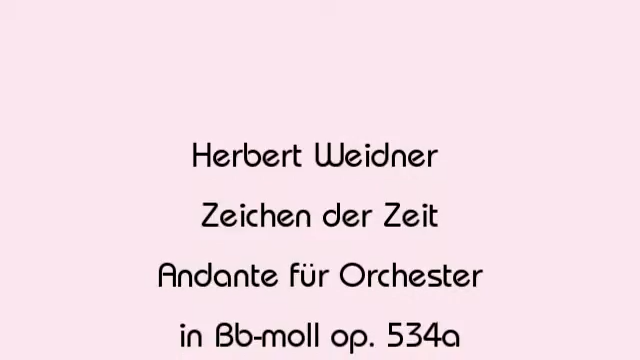 Herbert Weidner
Zeichen der Zeit
Andante für Orchester
in Bb-moll op. 534a